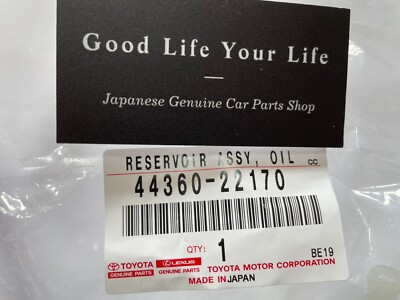 Good Life Your Life
Japanese Genuine Car Parts Shop
RESERVOIR ASSY, OIL CC
44360-22170
QTY: 1 BE19
TOYOTA LEXUS
GENUINE PARTS GENUINE PARTS TOYOTA MOTOR CORPORATION
MADE IN JAPAN